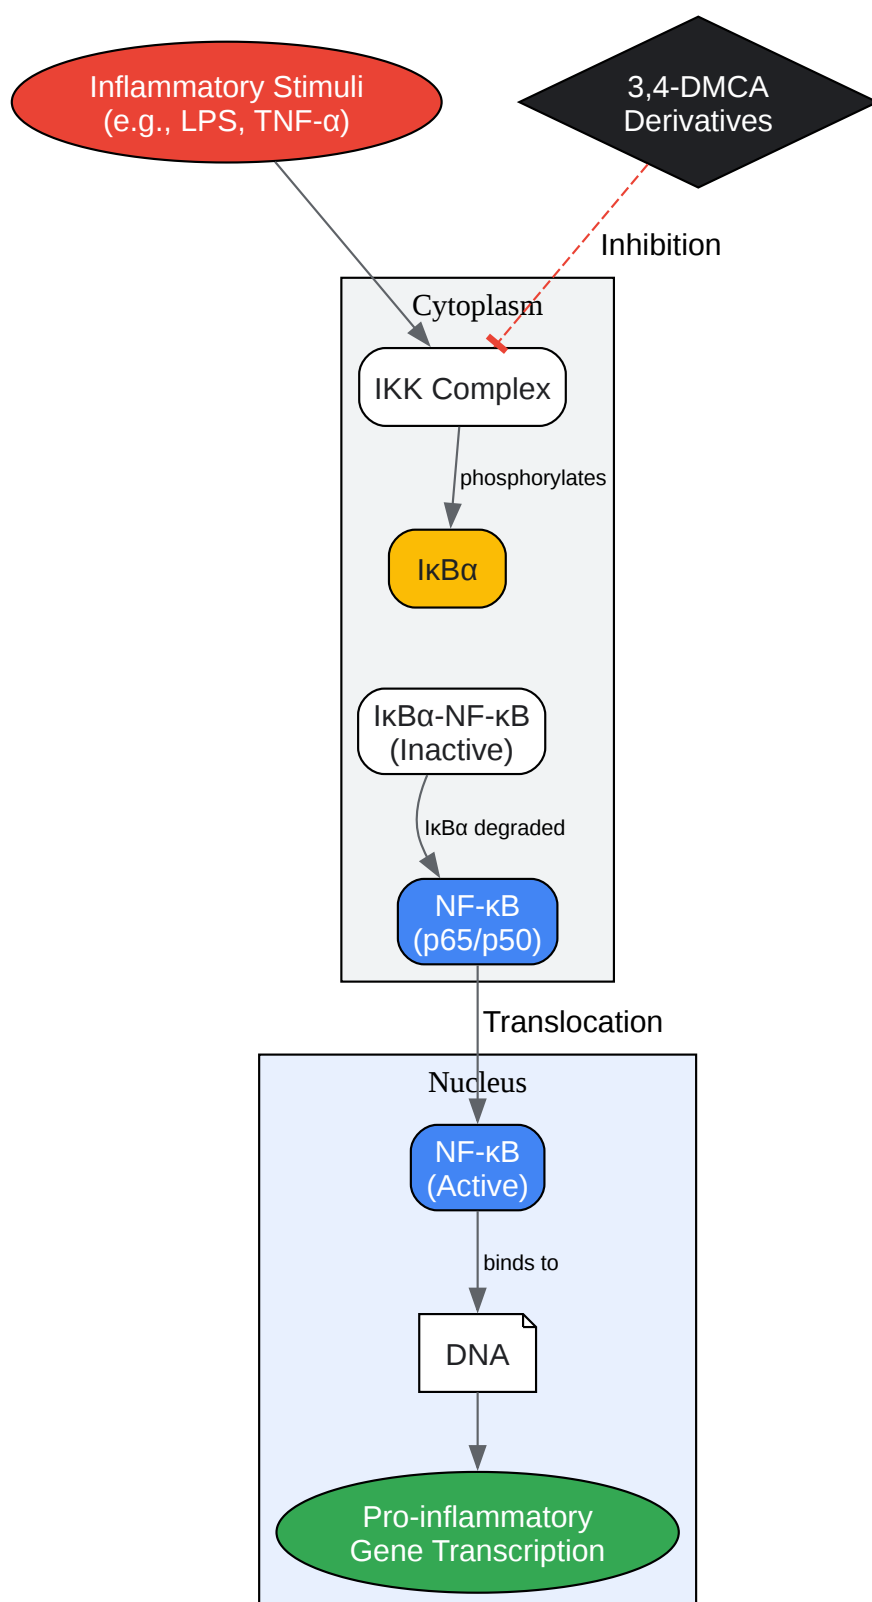 Inflammatory Stimuli
(e.g., LPS, TNF-α)
3,4-DMCA
Derivatives
Inhibition
Cytoplasm
IKK Complex
phosphorylates
IκBα
IκBα-NF-κB
(Inactive)
IκBα degraded
NF-κB
(p65/p50)
Translocation
Nucleus
NF-κB
(Active)
binds to
DNA
Pro-inflammatory
Gene Transcription